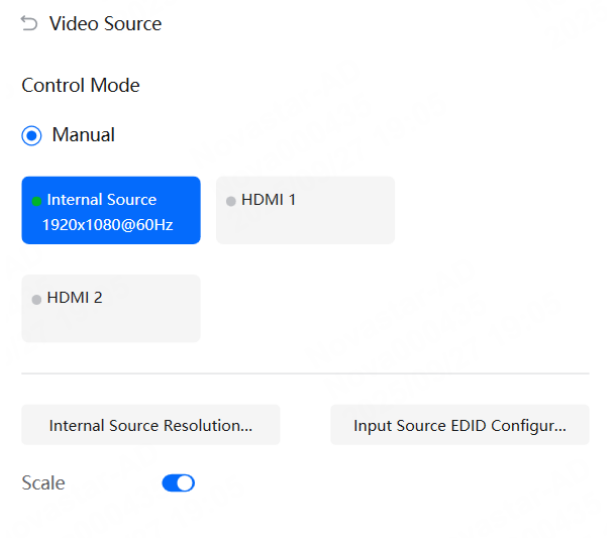 Video Source
Control Mode
Manual
Internal Source
1920x1080@60Hz
HDMI 1
HDMI 2
Internal Source Resolution...
Input Source EDID Configur...
Scale